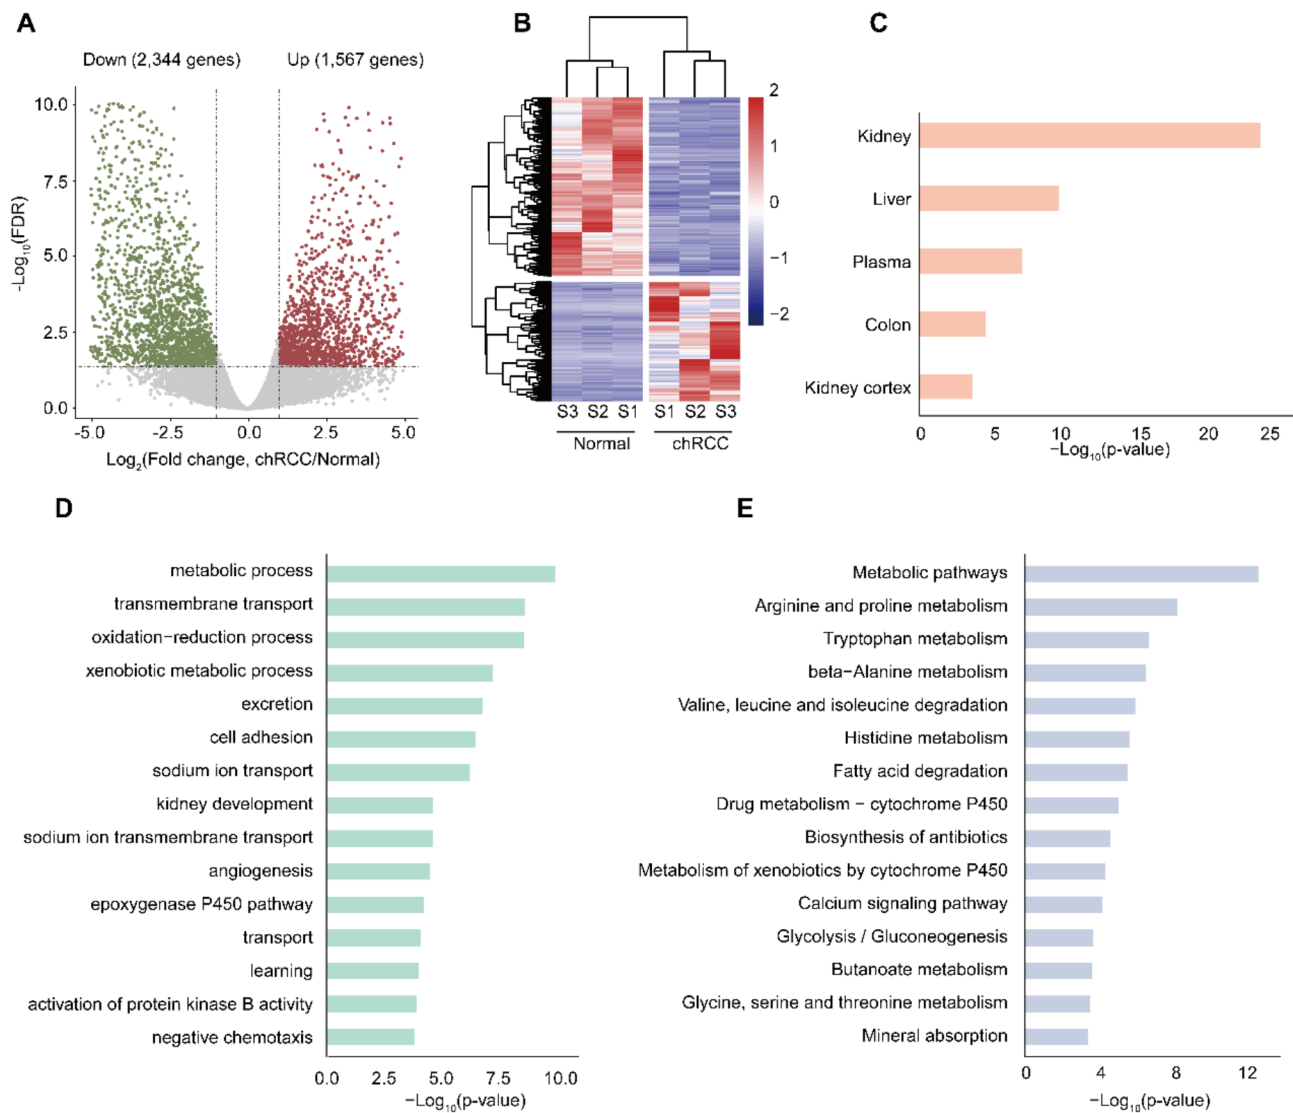 A
Down (2,344 genes)
Up (1,567 genes)
10.0
7.5
5.0
2.5
0.0
-Log10(FDR)
-5.0
-2.5
0.0
2.5
5.0
Log2(Fold change, chRCC/Normal)
B
2
1
0
−1
−2
S3 S2 S1 S1 S2 S3
Normal
chRCC
C
Kidney
Liver
Plasma
Colon
Kidney cortex
0 5 10 15 20 25
−Log10(p-value)
D
metabolic process
transmembrane transport
oxidation−reduction process
xenobiotic metabolic process
excretion
cell adhesion
sodium ion transport
kidney development
sodium ion transmembrane transport
angiogenesis
epoxygenase P450 pathway
transport
learning
activation of protein kinase B activity
negative chemotaxis
0.0 2.5 5.0 7.5 10.0
−Log10(p-value)
E
Metabolic pathways
Arginine and proline metabolism
Tryptophan metabolism
beta−Alanine metabolism
Valine, leucine and isoleucine degradation
Histidine metabolism
Fatty acid degradation
Drug metabolism − cytochrome P450
Biosynthesis of antibiotics
Metabolism of xenobiotics by cytochrome P450
Calcium signaling pathway
Glycolysis / Gluconeogenesis
Butanoate metabolism
Glycine, serine and threonine metabolism
Mineral absorption
0 4 8 12
−Log10(p-value)